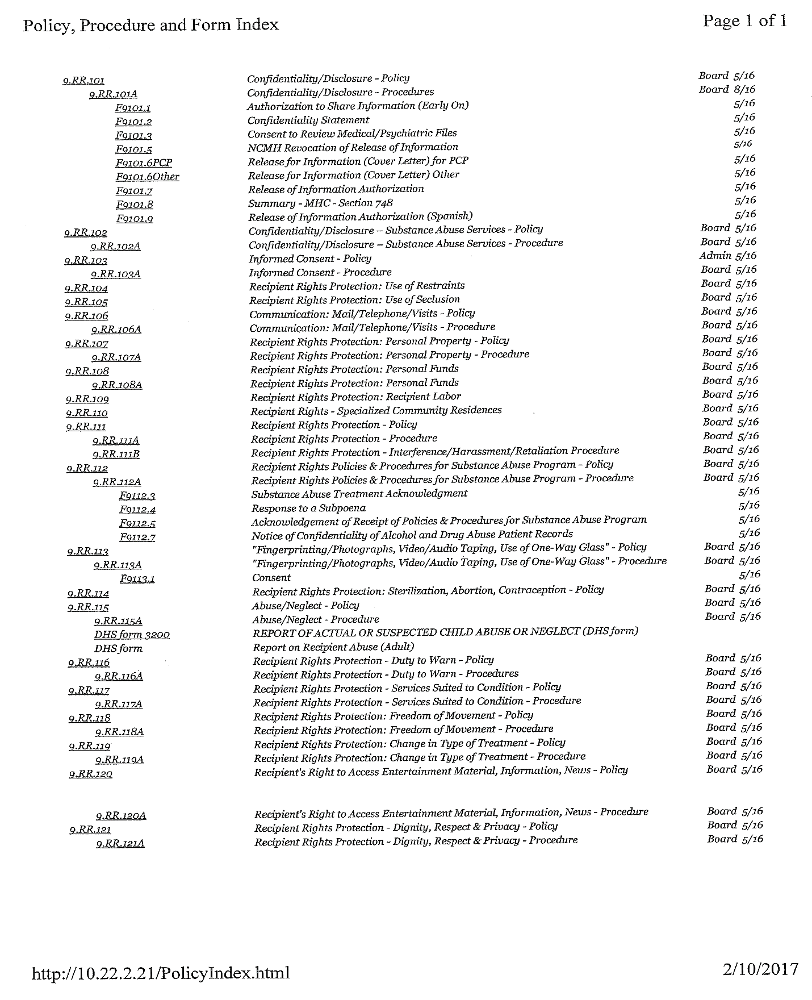 Policy, Procedure and Form Index Page 1 of 1
9.RR.101 Confidentiality/Disclosure - Policy Board 5/16
9.RR.101A Confidentiality/Disclosure - Procedures Board 8/16
F9101.1 Authorization to Share Information (Early On) 5/16
F9101.2 Confidentiality Statement 5/16
F9101.3 Consent to Review Medical/Psychiatric Files 5/16
F9101.5 NCMH Revocation of Release of Information 5/16
F9101.6PCP Release for Information (Cover Letter) for PCP 5/16
F9101.6Other Release for Information (Cover Letter) Other 5/16
F9101.7 Release of Information Authorization 5/16
F9101.8 Summary - MHC - Section 748 5/16
F9101.9 Release of Information Authorization (Spanish) 5/16
9.RR.102 Confidentiality/Disclosure – Substance Abuse Services - Policy Board 5/16
9.RR.102A Confidentiality/Disclosure – Substance Abuse Services - Procedure Board 5/16
9.RR.103 Informed Consent - Policy Admin 5/16
9.RR.103A Informed Consent - Procedure Board 5/16
9.RR.104 Recipient Rights Protection: Use of Restraints Board 5/16
9.RR.105 Recipient Rights Protection: Use of Seclusion Board 5/16
9.RR.106 Communication: Mail/Telephone/Visits - Policy Board 5/16
9.RR.106A Communication: Mail/Telephone/Visits - Procedure Board 5/16
9.RR.107 Recipient Rights Protection: Personal Property - Policy Board 5/16
9.RR.107A Recipient Rights Protection: Personal Property - Procedure Board 5/16
9.RR.108 Recipient Rights Protection: Personal Funds Board 5/16
9.RR.108A Recipient Rights Protection: Personal Funds Board 5/16
9.RR.109 Recipient Rights Protection: Recipient Labor Board 5/16
9.RR.110 Recipient Rights - Specialized Community Residences Board 5/16
9.RR.111 Recipient Rights Protection - Policy Board 5/16
9.RR.111A Recipient Rights Protection - Procedure Board 5/16
9.RR.111B Recipient Rights Protection - Interference/Harassment/Retaliation Procedure Board 5/16
9.RR.112 Recipient Rights Policies & Procedures for Substance Abuse Program - Policy Board 5/16
9.RR.112A Recipient Rights Policies & Procedures for Substance Abuse Program - Procedure Board 5/16
F9112.3 Substance Abuse Treatment Acknowledgment 5/16
F9112.4 Response to a Subpoena 5/16
F9112.5 Acknowledgement of Receipt of Policies & Procedures for Substance Abuse Program 5/16
F9112.7 Notice of Confidentiality of Alcohol and Drug Abuse Patient Records 5/16
9.RR.113 "Fingerprinting/Photographs, Video/Audio Taping, Use of One-Way Glass" - Policy Board 5/16
9.RR.113A "Fingerprinting/Photographs, Video/Audio Taping, Use of One-Way Glass" - Procedure Board 5/16
F9113.1 Consent 5/16
9.RR.114 Recipient Rights Protection: Sterilization, Abortion, Contraception - Policy Board 5/16
9.RR.115 Abuse/Neglect - Policy Board 5/16
9.RR.115A Abuse/Neglect - Procedure Board 5/16
DHS form 3200 REPORT OF ACTUAL OR SUSPECTED CHILD ABUSE OR NEGLECT (DHS form)
DHS form Report on Recipient Abuse (Adult)
9.RR.116 Recipient Rights Protection - Duty to Warn - Policy Board 5/16
9.RR.116A Recipient Rights Protection - Duty to Warn - Procedures Board 5/16
9.RR.117 Recipient Rights Protection - Services Suited to Condition - Policy Board 5/16
9.RR.117A Recipient Rights Protection - Services Suited to Condition - Procedure Board 5/16
9.RR.118 Recipient Rights Protection: Freedom of Movement - Policy Board 5/16
9.RR.118A Recipient Rights Protection: Freedom of Movement - Procedure Board 5/16
9.RR.119 Recipient Rights Protection: Change in Type of Treatment - Policy Board 5/16
9.RR.119A Recipient Rights Protection: Change in Type of Treatment - Procedure Board 5/16
9.RR.120 Recipient's Right to Access Entertainment Material, Information, News - Policy Board 5/16
9.RR.120A Recipient's Right to Access Entertainment Material, Information, News - Procedure Board 5/16
9.RR.121 Recipient Rights Protection - Dignity, Respect & Privacy - Policy Board 5/16
9.RR.121A Recipient Rights Protection - Dignity, Respect & Privacy - Procedure Board 5/16
http://10.22.2.21/PolicyIndex.html 2/10/2017